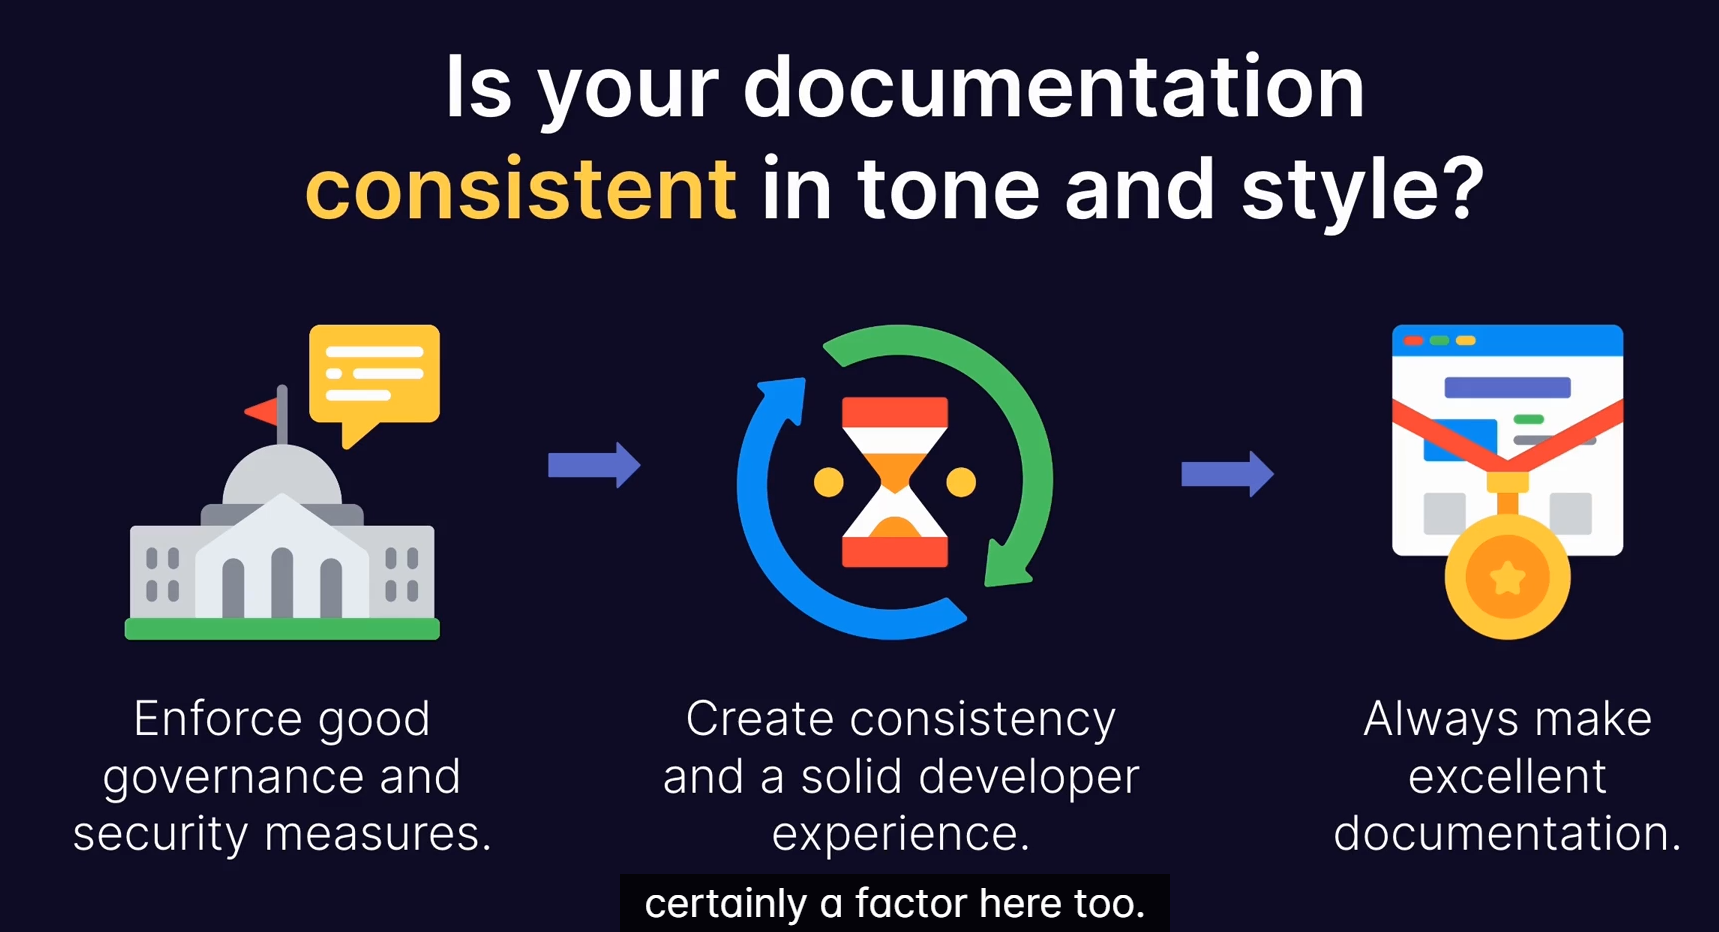 Is your documentation
consistent in tone and style?
Enforce good
governance and
security measures.
Create consistency
and a solid developer
experience.
Always make
excellent
documentation.
certainly a factor here too.